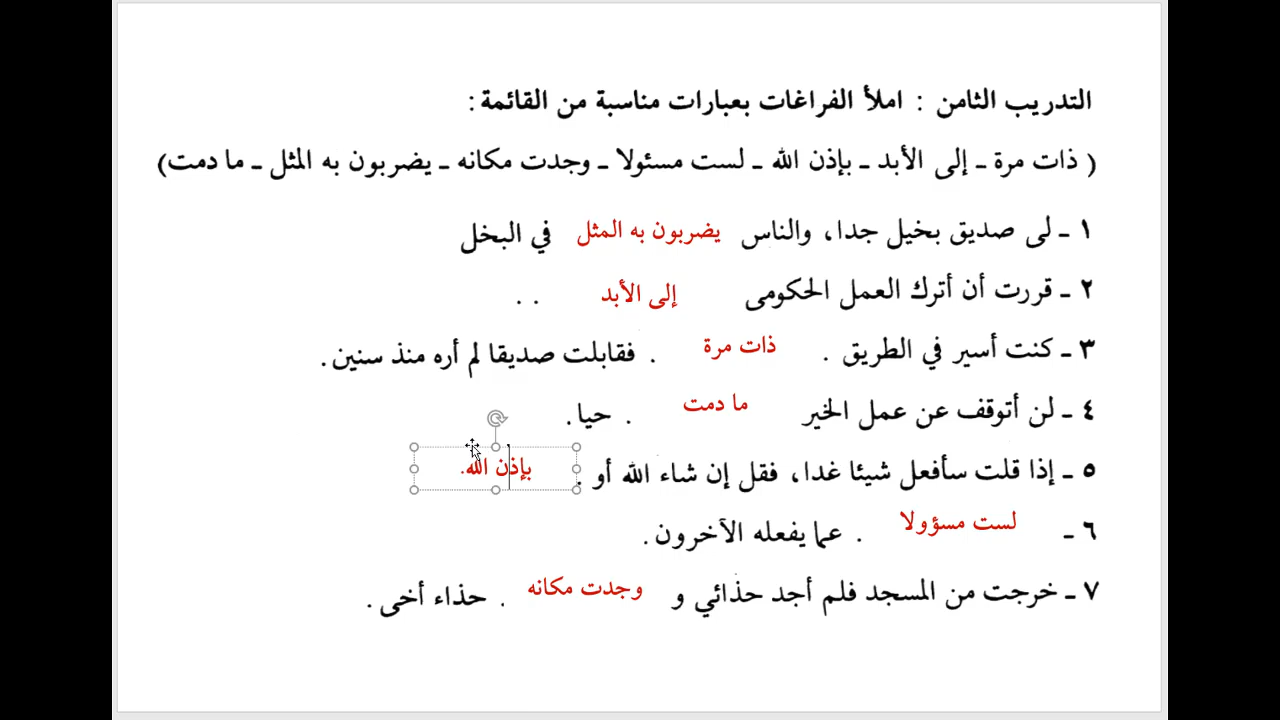 التدريب الثامن : املأ الفراغات بعبارات مناسبة من القائمة :
( ذات مرة ـ إلى الأبد ـ بإذن الله ـ لست مسئولا ـ وجدت مكانه ـ يضربون به المثل ـ ما دمت)
١ ـ لى صديق بخيل جدا، والناس يضربون به المثل في البخل
٢ ـ قررت أن أترك العمل الحكومى إلى الأبد . .
٣ ـ كنت أسير في الطريق . ذات مرة . فقابلت صديقا لم أره منذ سنين .
٤ ـ لن أتوقف عن عمل الخير ما دمت . حيا .
٥ ـ إذا قلت سأفعل شيئا غدا، فقل إن شاء الله أو . بإذن الله.
٦ ـ لست مسؤولا . عما يفعله الآخرون .
٧ ـ خرجت من المسجد فلم أجد حذائي و وجدت مكانه . حذاء أخى .